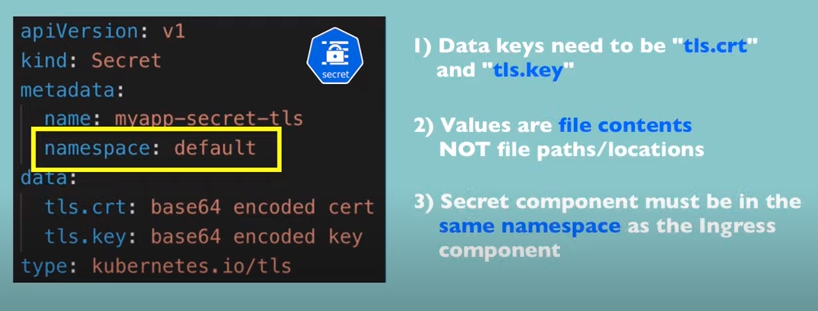 apiVersion: v1
kind: Secret
metadata:
name: myapp-secret-tls
namespace: default
data:
tls.crt: base64 encoded cert
tls.key: base64 encoded key
type: kubernetes.io/tls
secret
1) Data keys need to be "tls.crt"
and "tls.key"
2) Values are file contents
NOT file paths/locations
3) Secret component must be in the
same namespace as the Ingress
component